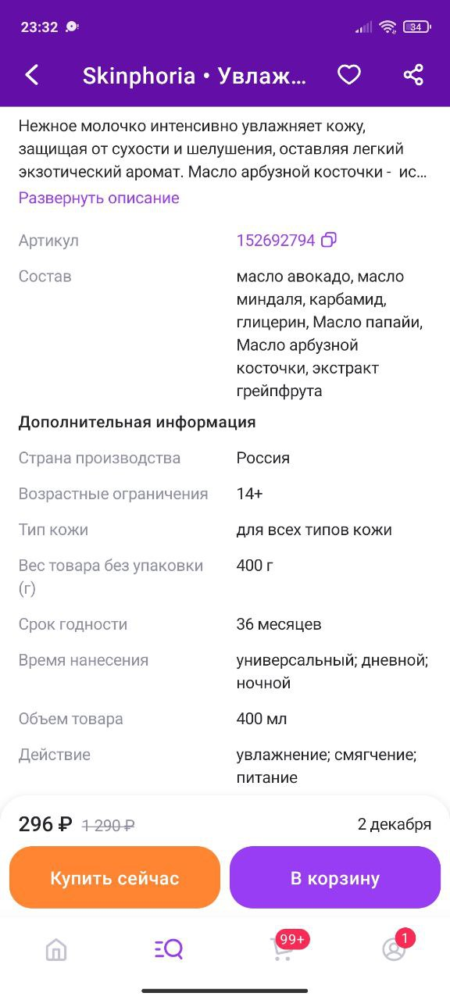 23:32
34
Skinphoria • Увлаж...
Нежное молочко интенсивно увлажняет кожу,
защищая от сухости и шелушения, оставляя легкий
экзотический аромат. Масло арбузной косточки - ис...
Развернуть описание
Артикул 152692794
Состав масло авокадо, масло
миндаля, карбамид,
глицерин, Масло папайи,
Масло арбузной
косточки, экстракт
грейпфрута
Дополнительная информация
Страна производства Россия
Возрастные ограничения 14+
Тип кожи для всех типов кожи
Вес товара без упаковки 400 г
(г)
Срок годности 36 месяцев
Время нанесения универсальный; дневной;
ночной
Объем товара 400 мл
Действие увлажнение; смягчение;
питание
296 ₽ 1 290 ₽ 2 декабря
Купить сейчас В корзину
99+ 1